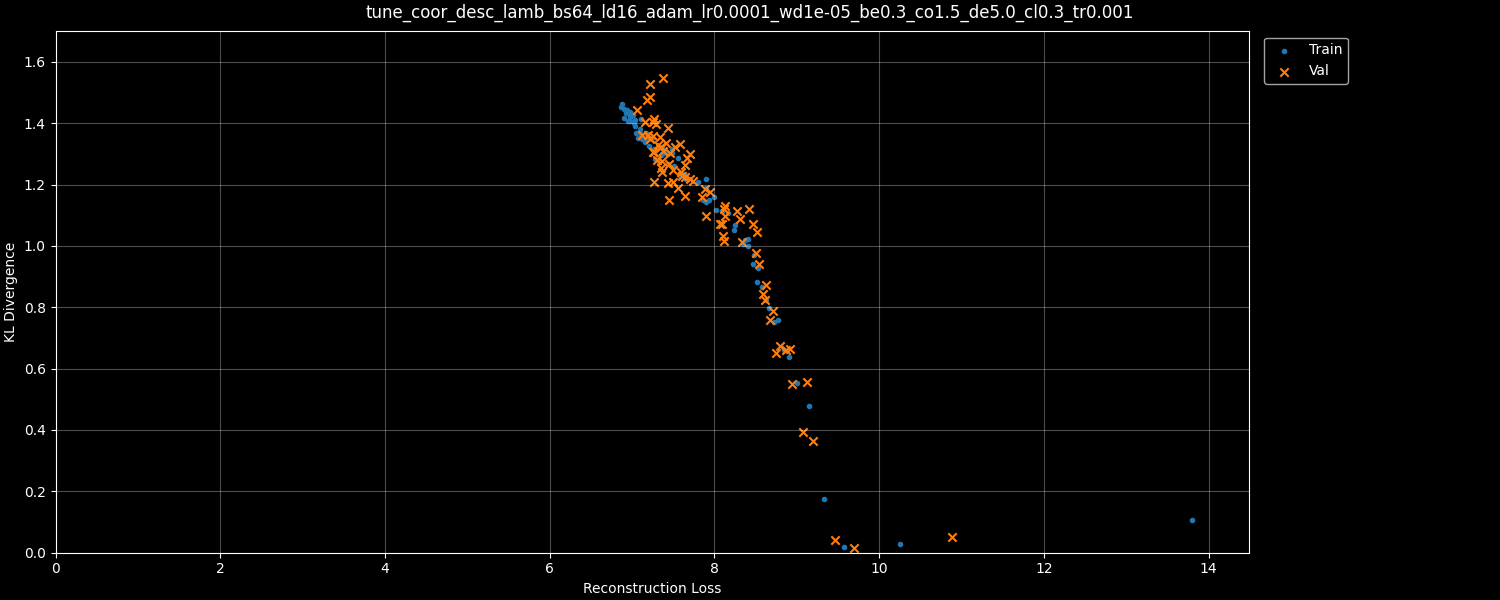 tune_coor_desc_lamb_bs64_ld16_adam_lr0.0001_wd1e-05_be0.3_co1.5_de5.0_cl0.3_tr0.001
Train
Val
1.6
1.4
1.2
1.0
0.8
0.6
0.4
0.2
0.0
KL Divergence
0 2 4 6 8 10 12 14
Reconstruction Loss